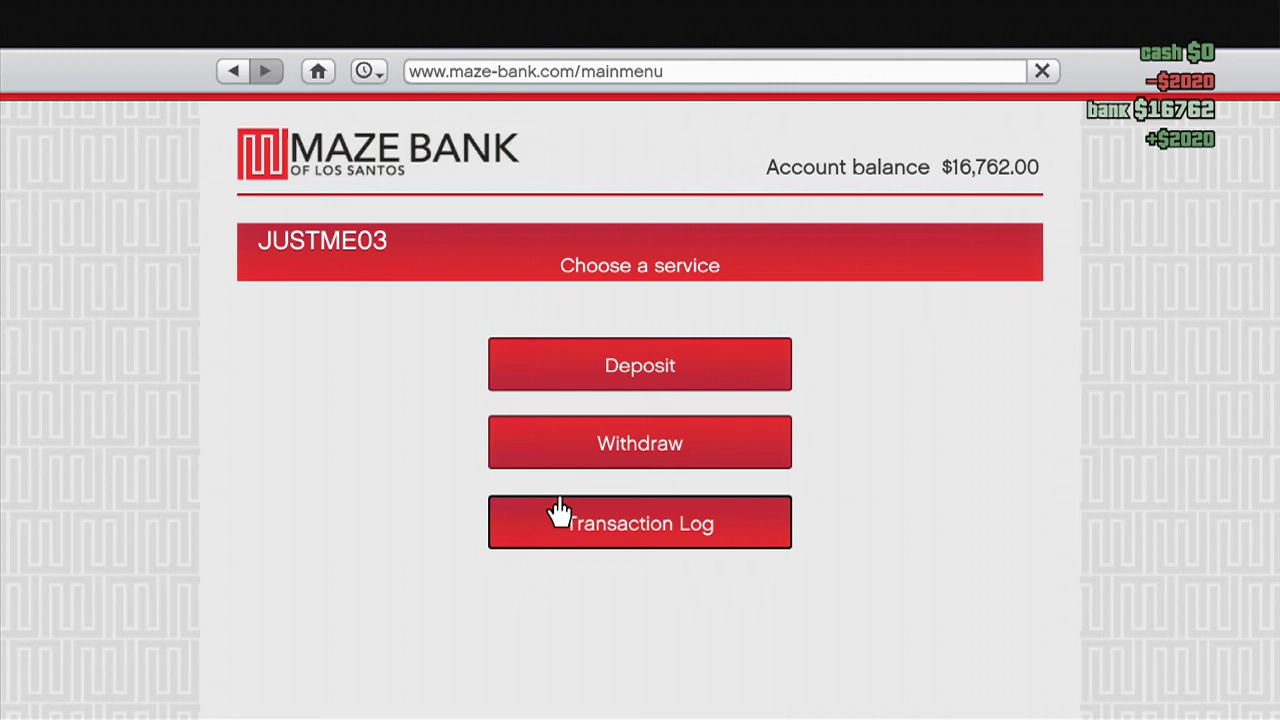 www.maze-bank.com/mainmenu
cash $0
-$2020
bank $16762
+$2020
MAZE BANK
OF LOS SANTOS
Account balance $16,762.00
JUSTME03
Choose a service
Deposit
Withdraw
Transaction Log